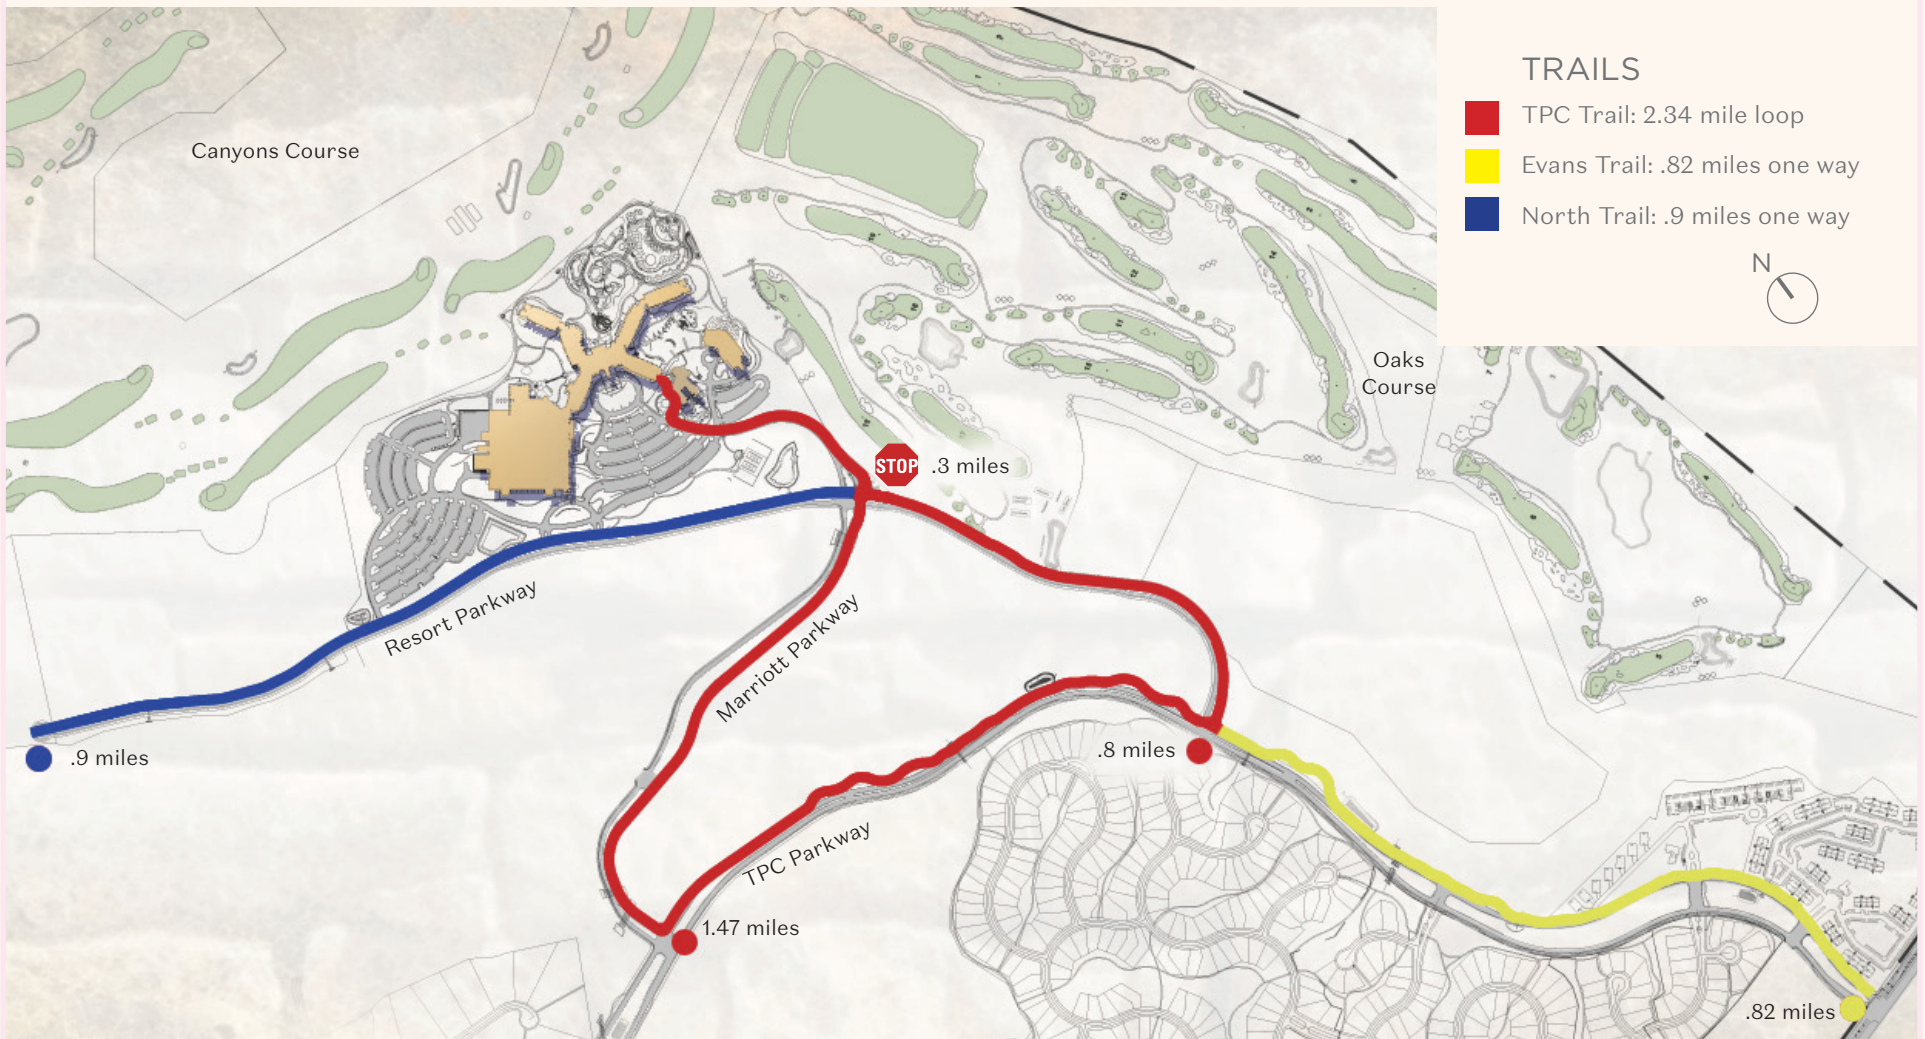 TRAILS
TPC Trail: 2.34 mile loop
Evans Trail: .82 miles one way
North Trail: .9 miles one way
N
Canyons Course
Oaks
Course
STOP
.3 miles
Resort Parkway
Marriott Parkway
.9 miles
.8 miles
TPC Parkway
1.47 miles
.82 miles